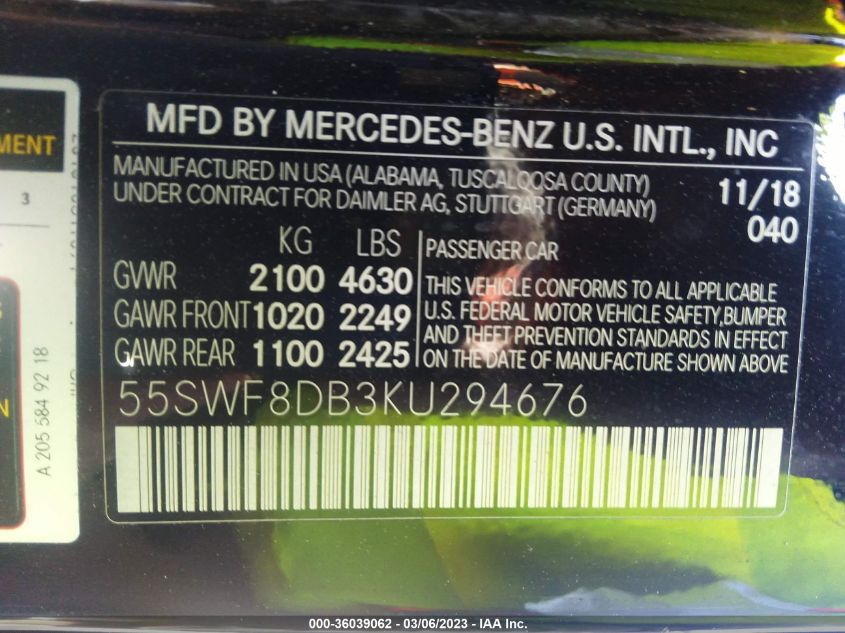 MENT
3
A 205 584 92 18
N
MFD BY MERCEDES-BENZ U.S. INTL., INC
MANUFACTURED IN USA (ALABAMA, TUSCALOOSA COUNTY)
UNDER CONTRACT FOR DAIMLER AG, STUTTGART (GERMANY)
11/18
040
KG LBS
GVWR 2100 4630
GAWR FRONT 1020 2249
GAWR REAR 1100 2425
PASSENGER CAR
THIS VEHICLE CONFORMS TO ALL APPLICABLE
U.S. FEDERAL MOTOR VEHICLE SAFETY, BUMPER
AND THEFT PREVENTION STANDARDS IN EFFECT
ON THE DATE OF MANUFACTURE SHOWN ABOVE
55SWF8DB3KU294676
000-36039062 - 03/06/2023 - IAA Inc.